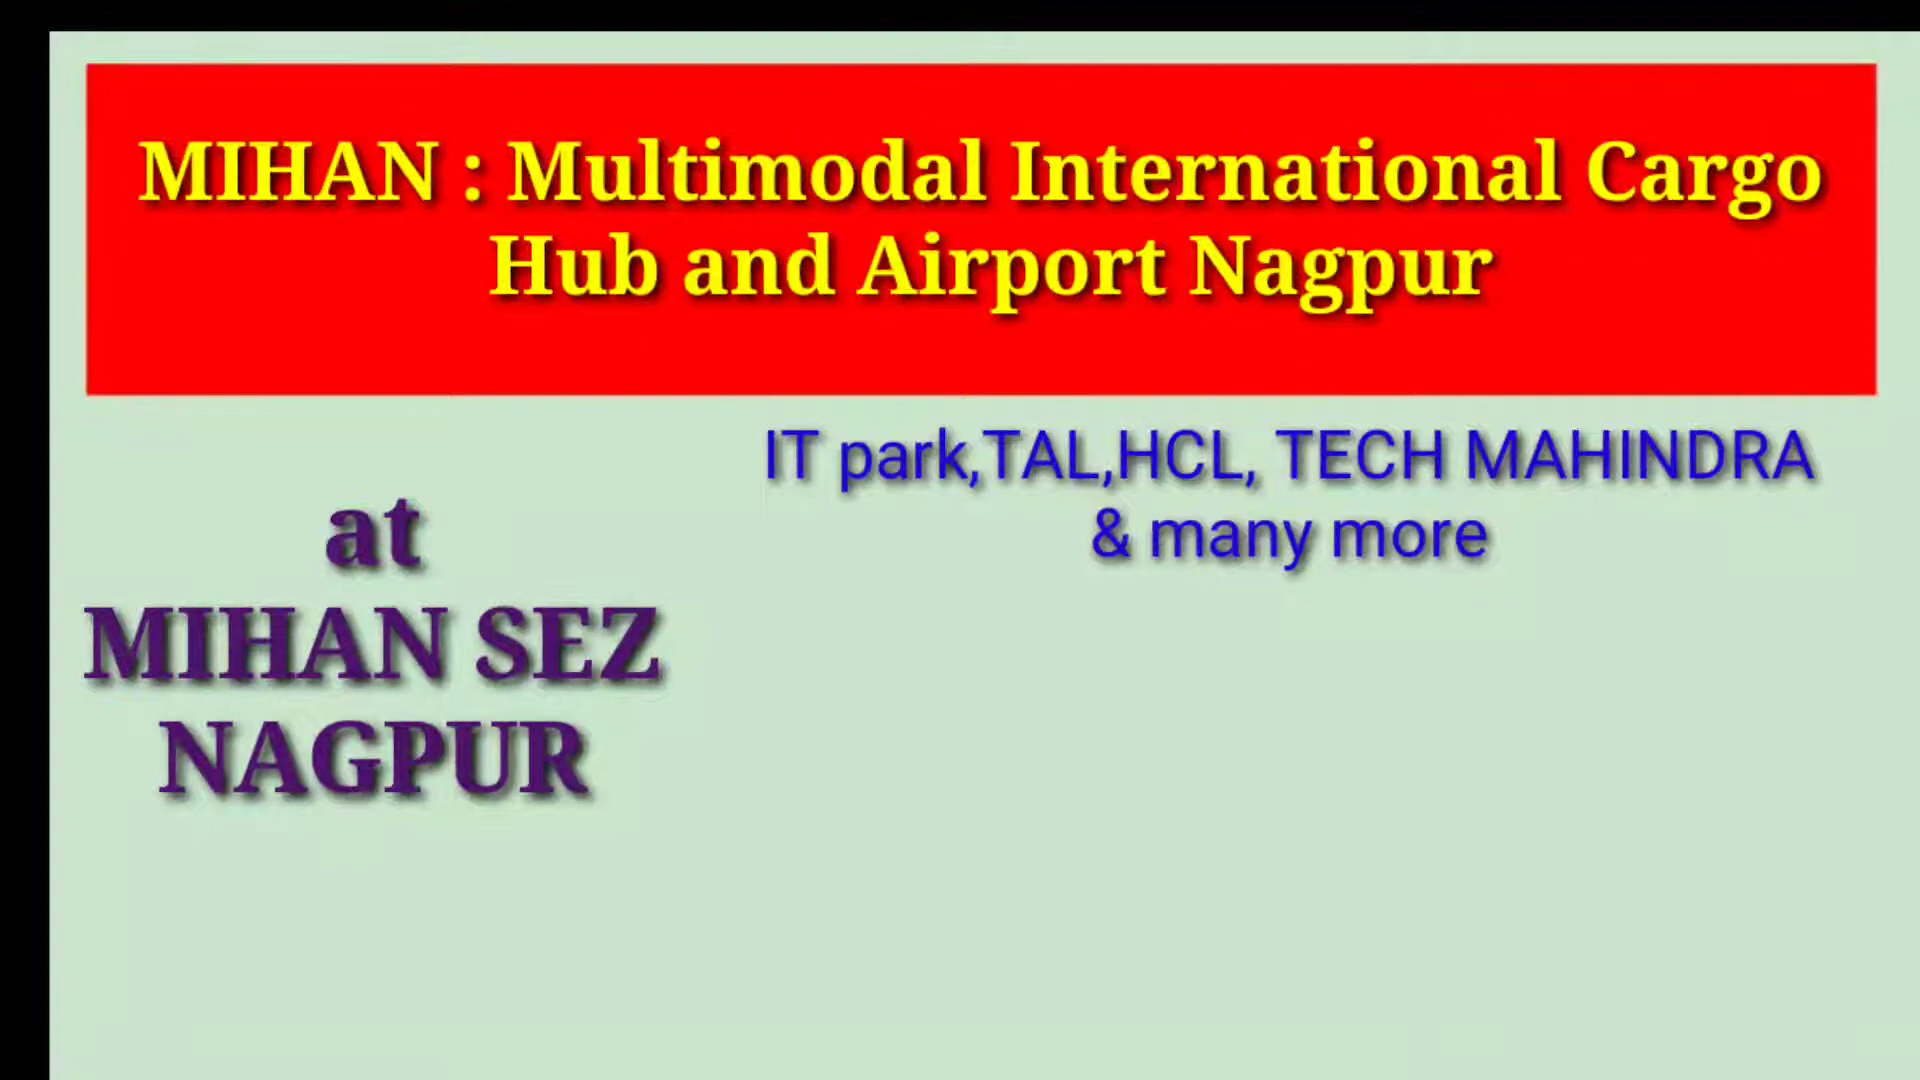 MIHAN : Multimodal International Cargo
Hub and Airport Nagpur
IT park,TAL,HCL, TECH MAHINDRA
& many more
at
MIHAN SEZ
NAGPUR